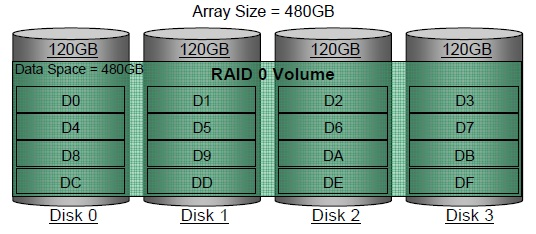 Array Size = 480GB
120GB 120GB 120GB 120GB
Data Space = 480GB
RAID 0 Volume
D0 D1 D2 D3
D4 D5 D6 D7
D8 D9 DA DB
DC DD DE DF
Disk 0 Disk 1 Disk 2 Disk 3